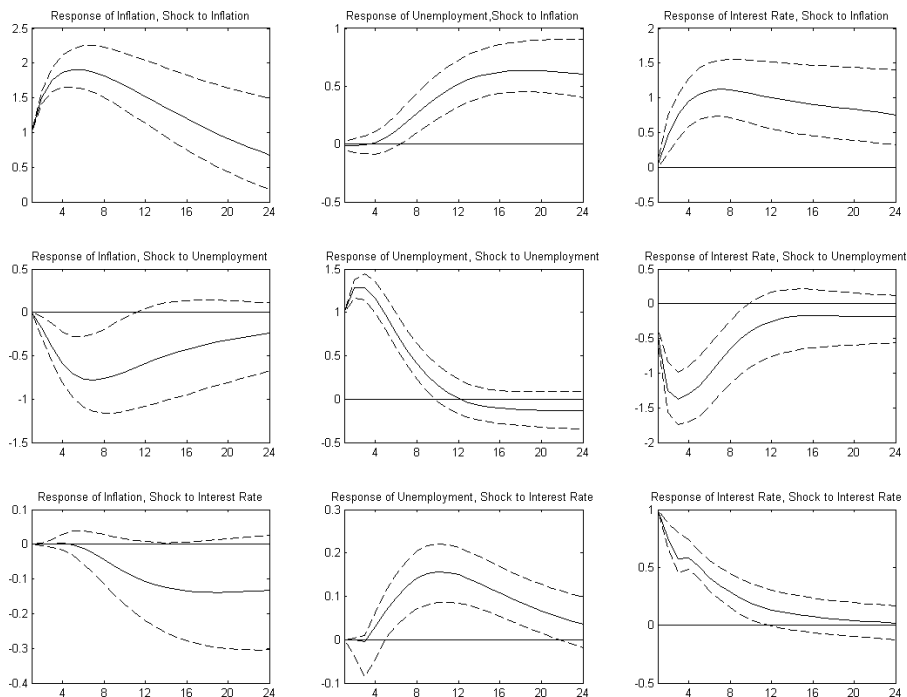 Response of Inflation, Shock to Inflation
2.5
2
1.5
1
0.5
0
4 8 12 16 20 24
Response of Unemployment,Shock to Inflation
1
0.5
0
-0.5
4 8 12 16 20 24
Response of Interest Rate, Shock to Inflation
2
1.5
1
0.5
0
-0.5
4 8 12 16 20 24
Response of Inflation, Shock to Unemployment
0.5
0
-0.5
-1
-1.5
4 8 12 16 20 24
Response of Unemployment, Shock to Unemployment
1.5
1
0.5
0
-0.5
4 8 12 16 20 24
Response of Interest Rate, Shock to Unemployment
0.5
0
-0.5
-1
-1.5
-2
4 8 12 16 20 24
Response of Inflation, Shock to Interest Rate
0.1
0
-0.1
-0.2
-0.3
-0.4
4 8 12 16 20 24
Response of Unemployment, Shock to Interest Rate
0.3
0.2
0.1
0
-0.1
4 8 12 16 20 24
Response of Interest Rate, Shock to Interest Rate
1
0.5
0
-0.5
4 8 12 16 20 24